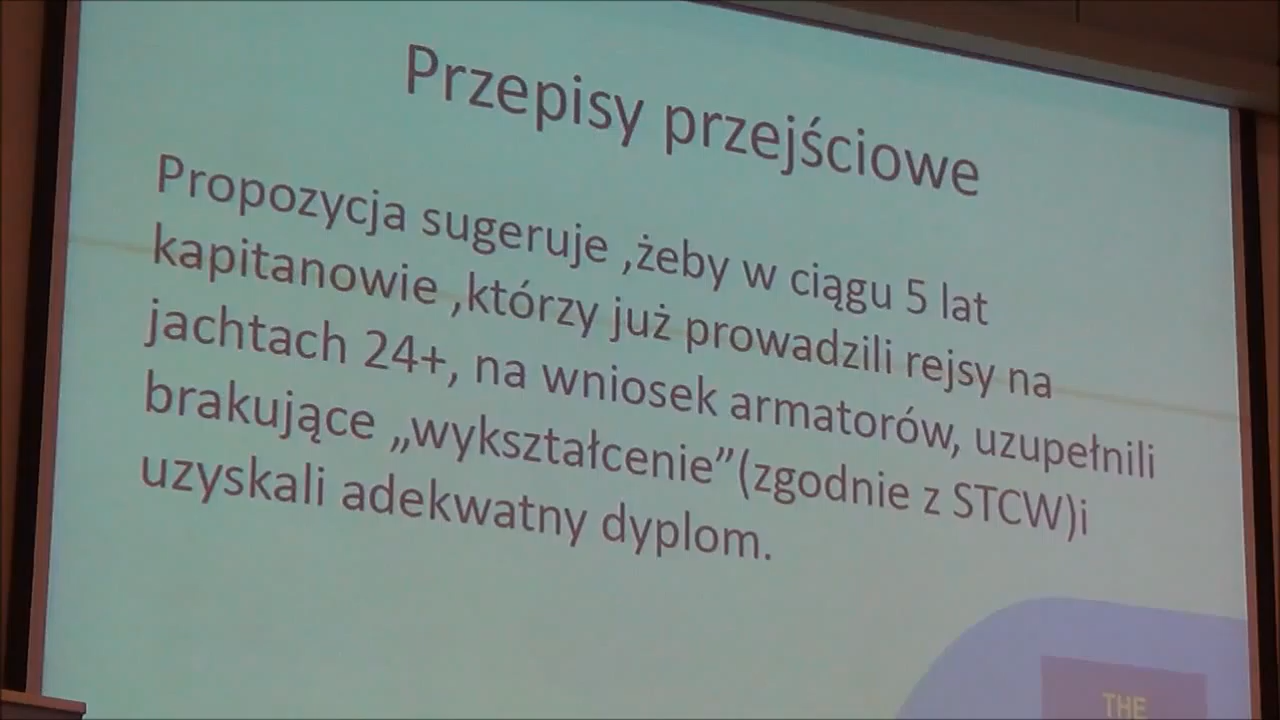 Przepisy przejściowe
Propozycja sugeruje ,żeby w ciągu 5 lat
kapitanowie ,którzy już prowadzili rejsy na
jachtach 24+, na wniosek armatorów, uzupełnili
brakujące „wykształcenie”(zgodnie z STCW)i
uzyskali adekwatny dyplom.
THE